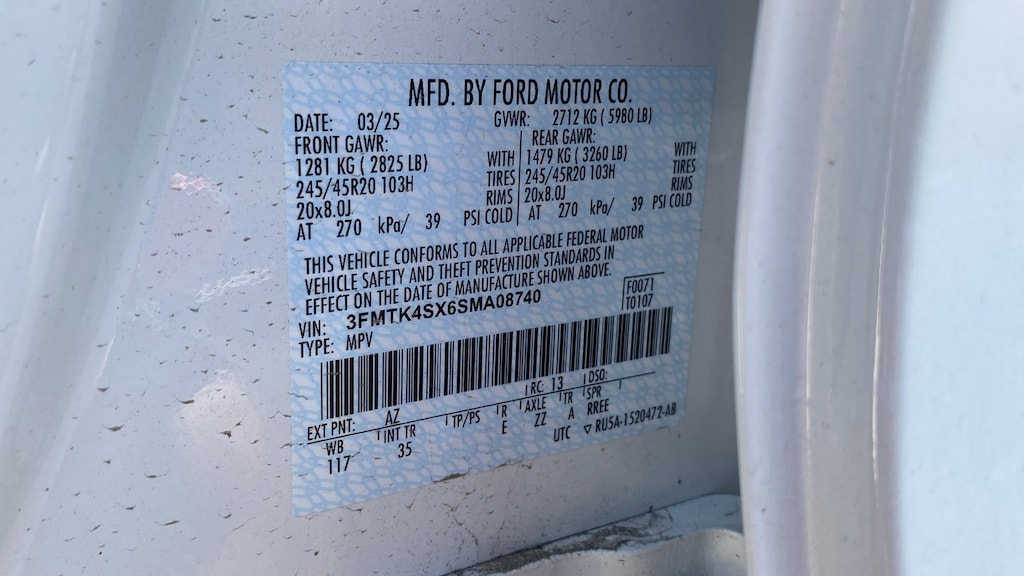 MFD. BY FORD MOTOR CO.
DATE: 03/25 GVWR: 2712 KG ( 5980 LB)
FRONT GAWR: REAR GAWR:
1281 KG ( 2825 LB) WITH 1479 KG ( 3260 LB) WITH
245/45R20 103H TIRES 245/45R20 103H TIRES
20x8.0J RIMS 20x8.0J RIMS
AT 270 kPa/ 39 PSI COLD AT 270 kPa/ 39 PSI COLD
THIS VEHICLE CONFORMS TO ALL APPLICABLE FEDERAL MOTOR
VEHICLE SAFETY AND THEFT PREVENTION STANDARDS IN
EFFECT ON THE DATE OF MANUFACTURE SHOWN ABOVE.
VIN: 3FMTK4SX6SMA08740 F0071
TYPE: MPV T0107
EXT PNT: AZ RC: 13 DSO:
WB INT TR TP/PS R AXLE TR SPR
117 35 E ZZ A RREE
UTC ▽ RU5A-1520472-AB